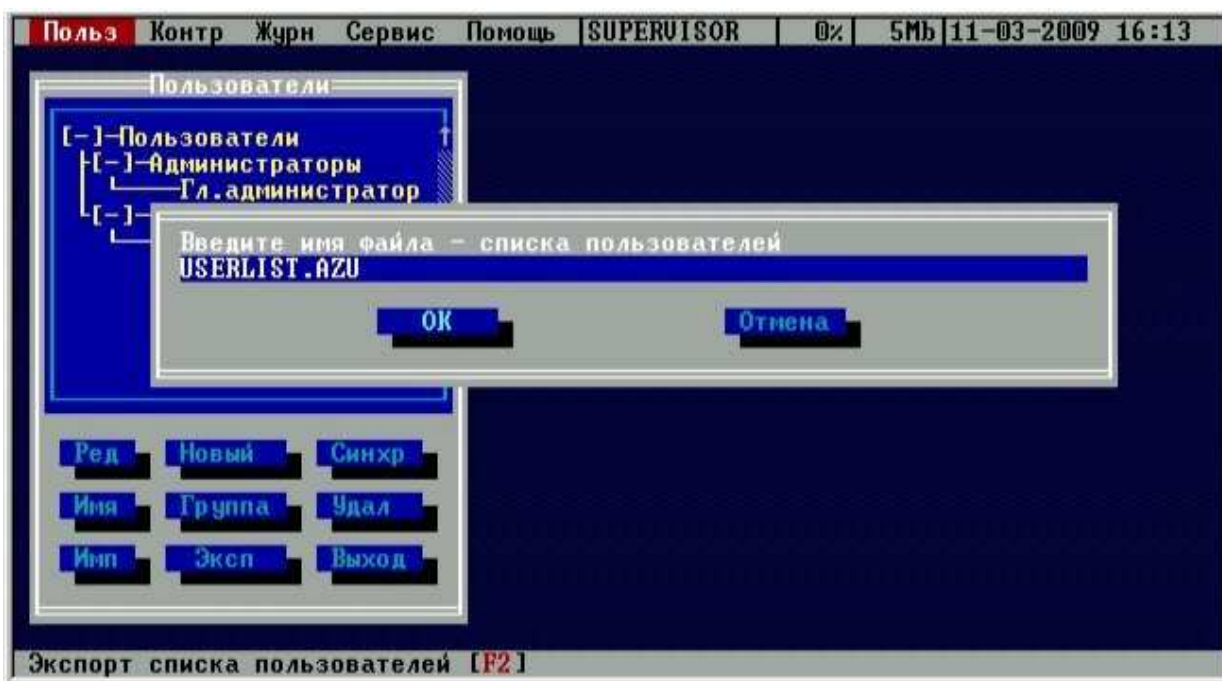 Польз Контр Журн Сервис Помощь SUPERVISOR 0% 5Mb 11-03-2009 16:13
Пользователи
[-]-Пользователи
[-]-Администраторы
Гл.администратор
[-]-
Введите имя файла - списка пользователей
USERLIST.AZU
OK Отмена
Ред Новый Синхр
Имя Группа Удал
Имп Эксп Выход
Экспорт списка пользователей [F2]